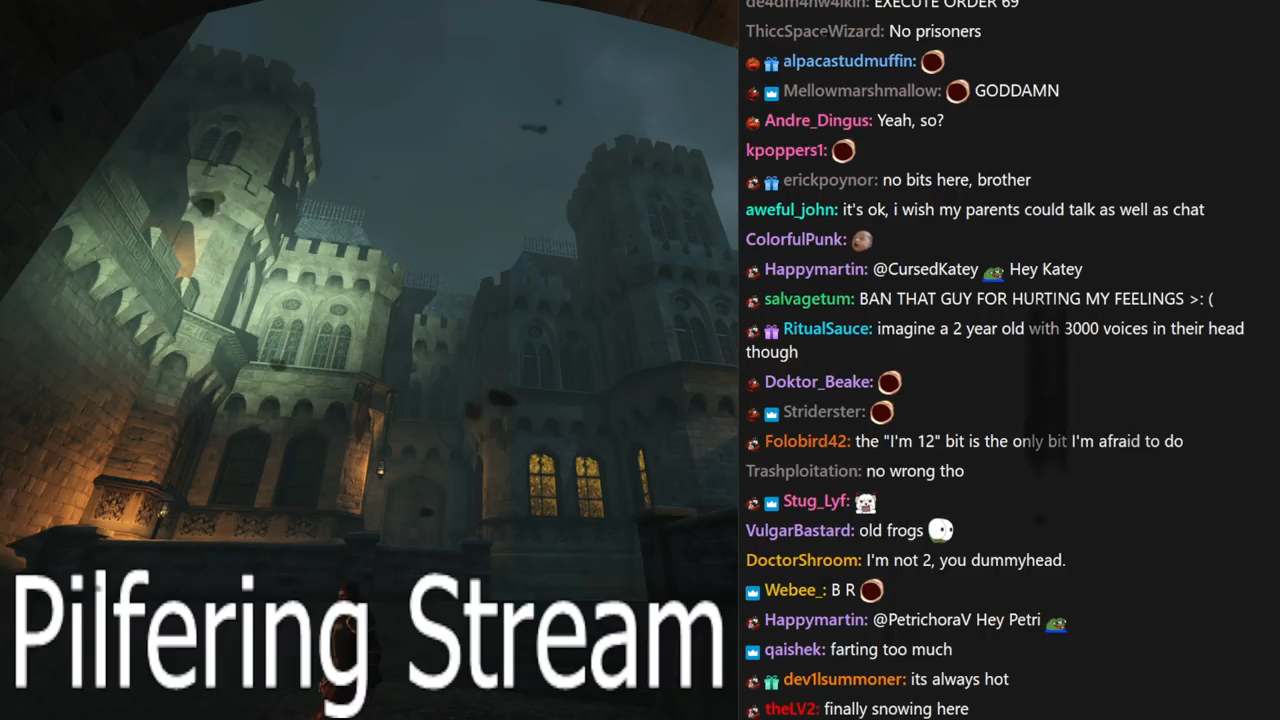 de4dm4nw4lkin: EXECUTE ORDER 69
ThiccSpaceWizard: No prisoners
alpacastudmuffin:
Mellowmarshmallow: GODDAMN
Andre_Dingus: Yeah, so?
kpoppers1:
erickpoynor: no bits here, brother
aweful_john: it's ok, i wish my parents could talk as well as chat
ColorfulPunk:
Happymartin: @CursedKatey Hey Katey
salvagetum: BAN THAT GUY FOR HURTING MY FEELINGS >: (
RitualSauce: imagine a 2 year old with 3000 voices in their head
though
Doktor_Beake:
Striderster:
Folobird42: the "I'm 12" bit is the only bit I'm afraid to do
Trashploitation: no wrong tho
Stug_Lyf:
VulgarBastard: old frogs
DoctorShroom: I'm not 2, you dummyhead.
Webee_: B R
Happymartin: @PetrichoraV Hey Petri
qaishek: farting too much
dev1lsummoner: its always hot
theLV2: finally snowing here
Pilfering Stream